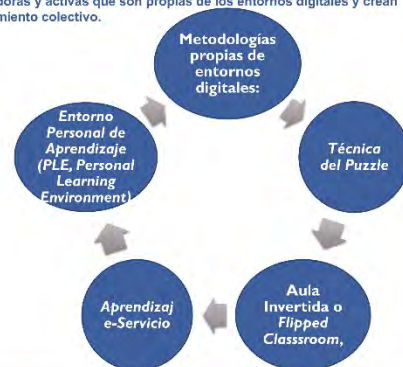 doras y activas que son propias de los entornos digitales y crean
miento colectivo.
Metodologías
propias de
entornos
digitales:
Técnica
del Puzzle
Aula
Invertida o
Flipped
Classsroom,
Aprendizaj
e-Servicio
Entorno
Personal de
Aprendizaje
(PLE, Personal
Learning
Environment)